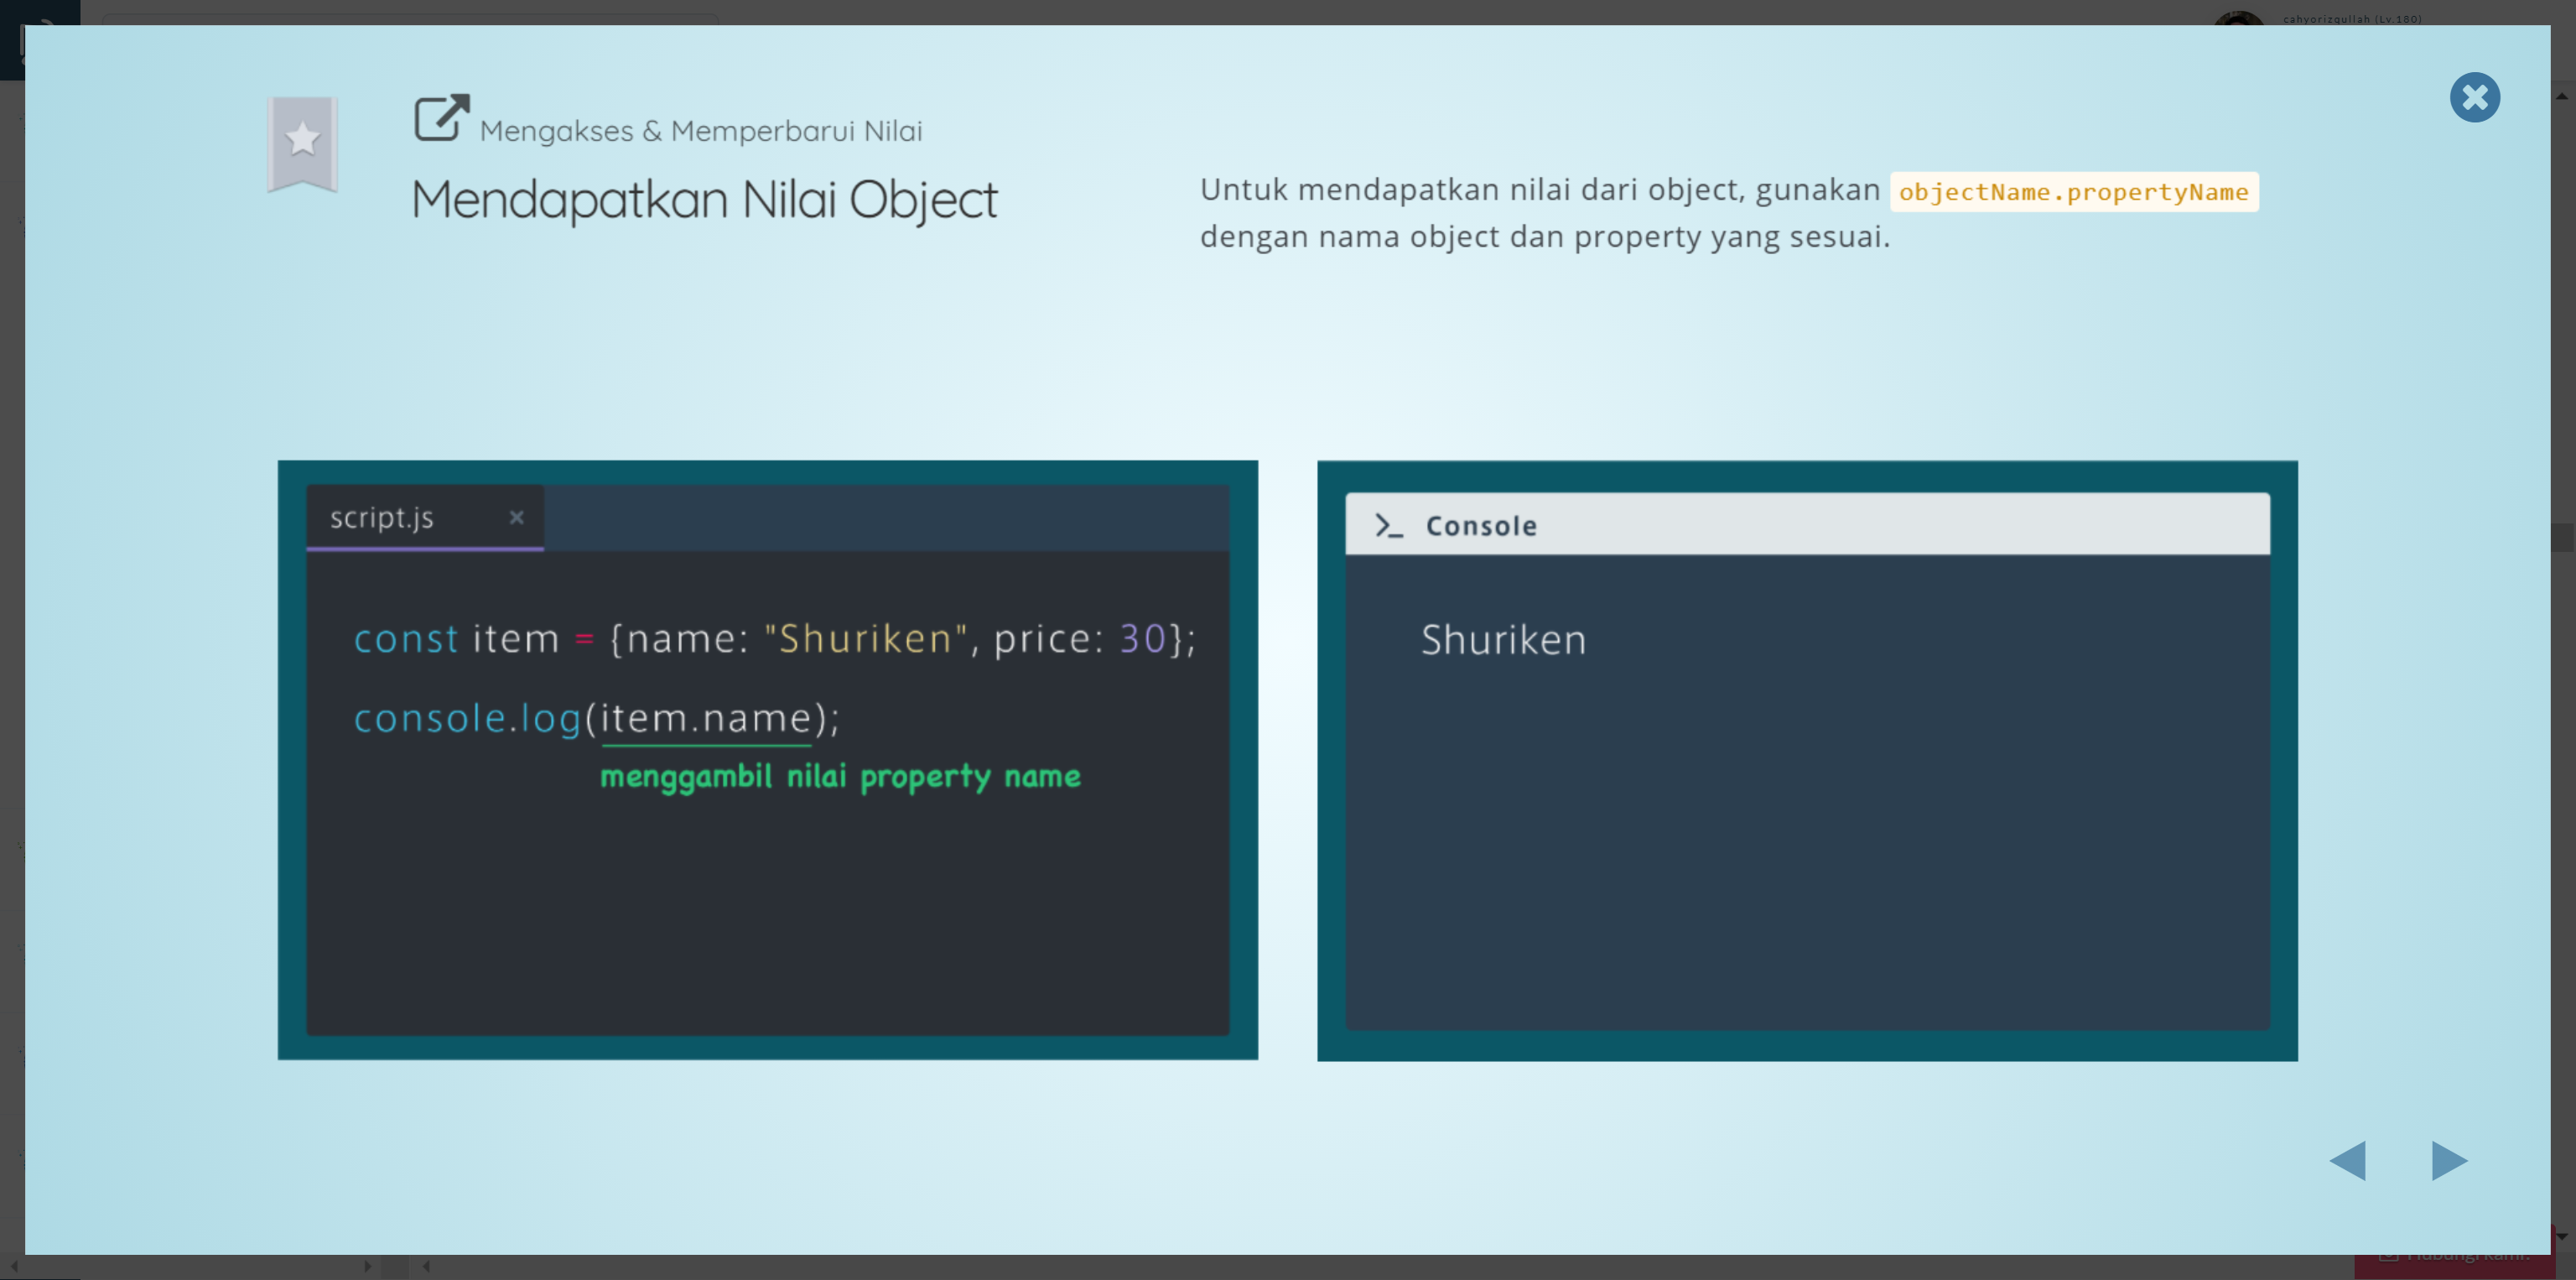 cahyorizqullah (Lv.180)
Mengakses & Memperbarui Nilai
Mendapatkan Nilai Object
Untuk mendapatkan nilai dari object, gunakan objectName.propertyName
dengan nama object dan property yang sesuai.
script.js ×
const item = {name: "Shuriken", price: 30};
console.log(item.name);
menggambil nilai property name
>_ Console
Shuriken
Hubungi kami!